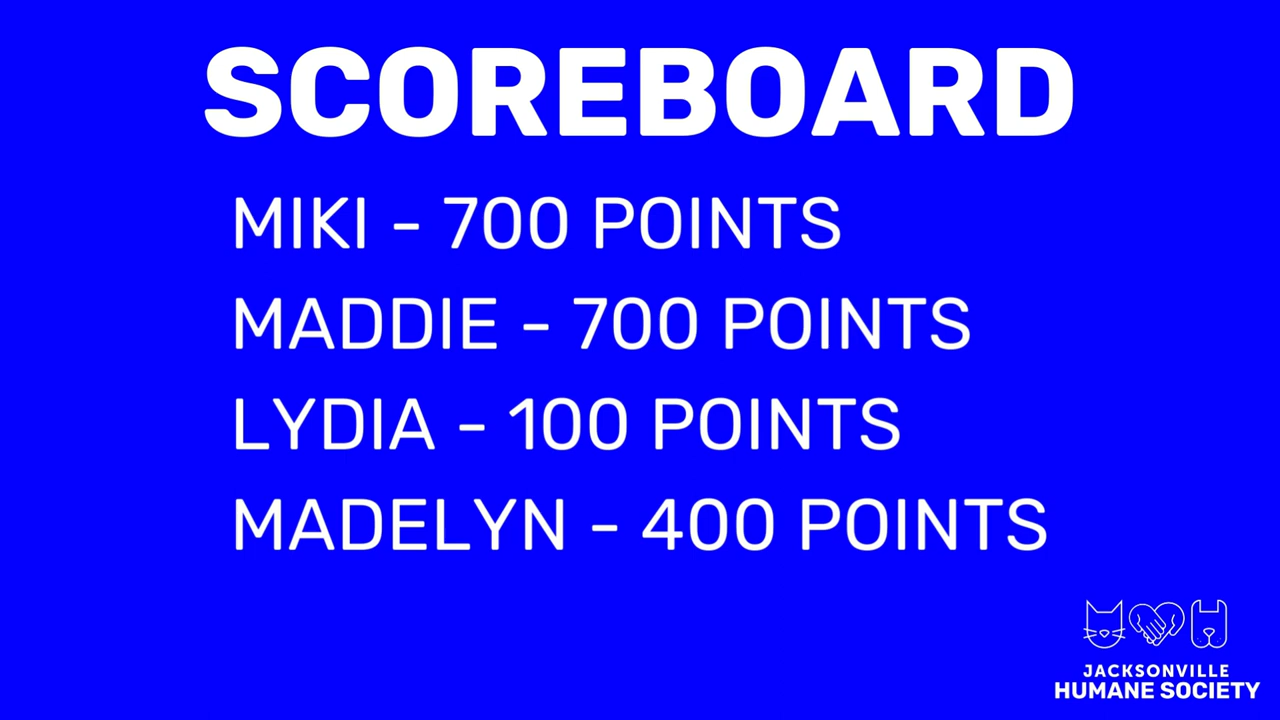 SCOREBOARD
MIKI - 700 POINTS
MADDIE - 700 POINTS
LYDIA - 100 POINTS
MADELYN - 400 POINTS
JACKSONVILLE
HUMANE SOCIETY